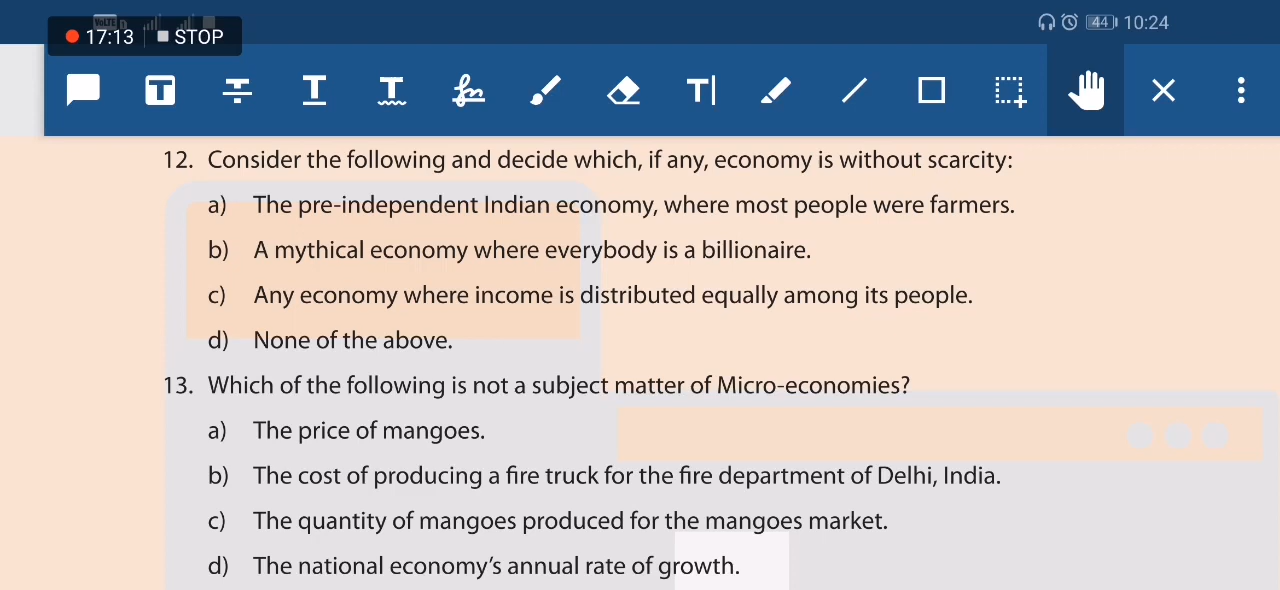 17:13 STOP 44 10:24
12. Consider the following and decide which, if any, economy is without scarcity:
a) The pre-independent Indian economy, where most people were farmers.
b) A mythical economy where everybody is a billionaire.
c) Any economy where income is distributed equally among its people.
d) None of the above.
13. Which of the following is not a subject matter of Micro-economies?
a) The price of mangoes.
b) The cost of producing a fire truck for the fire department of Delhi, India.
c) The quantity of mangoes produced for the mangoes market.
d) The national economy’s annual rate of growth.